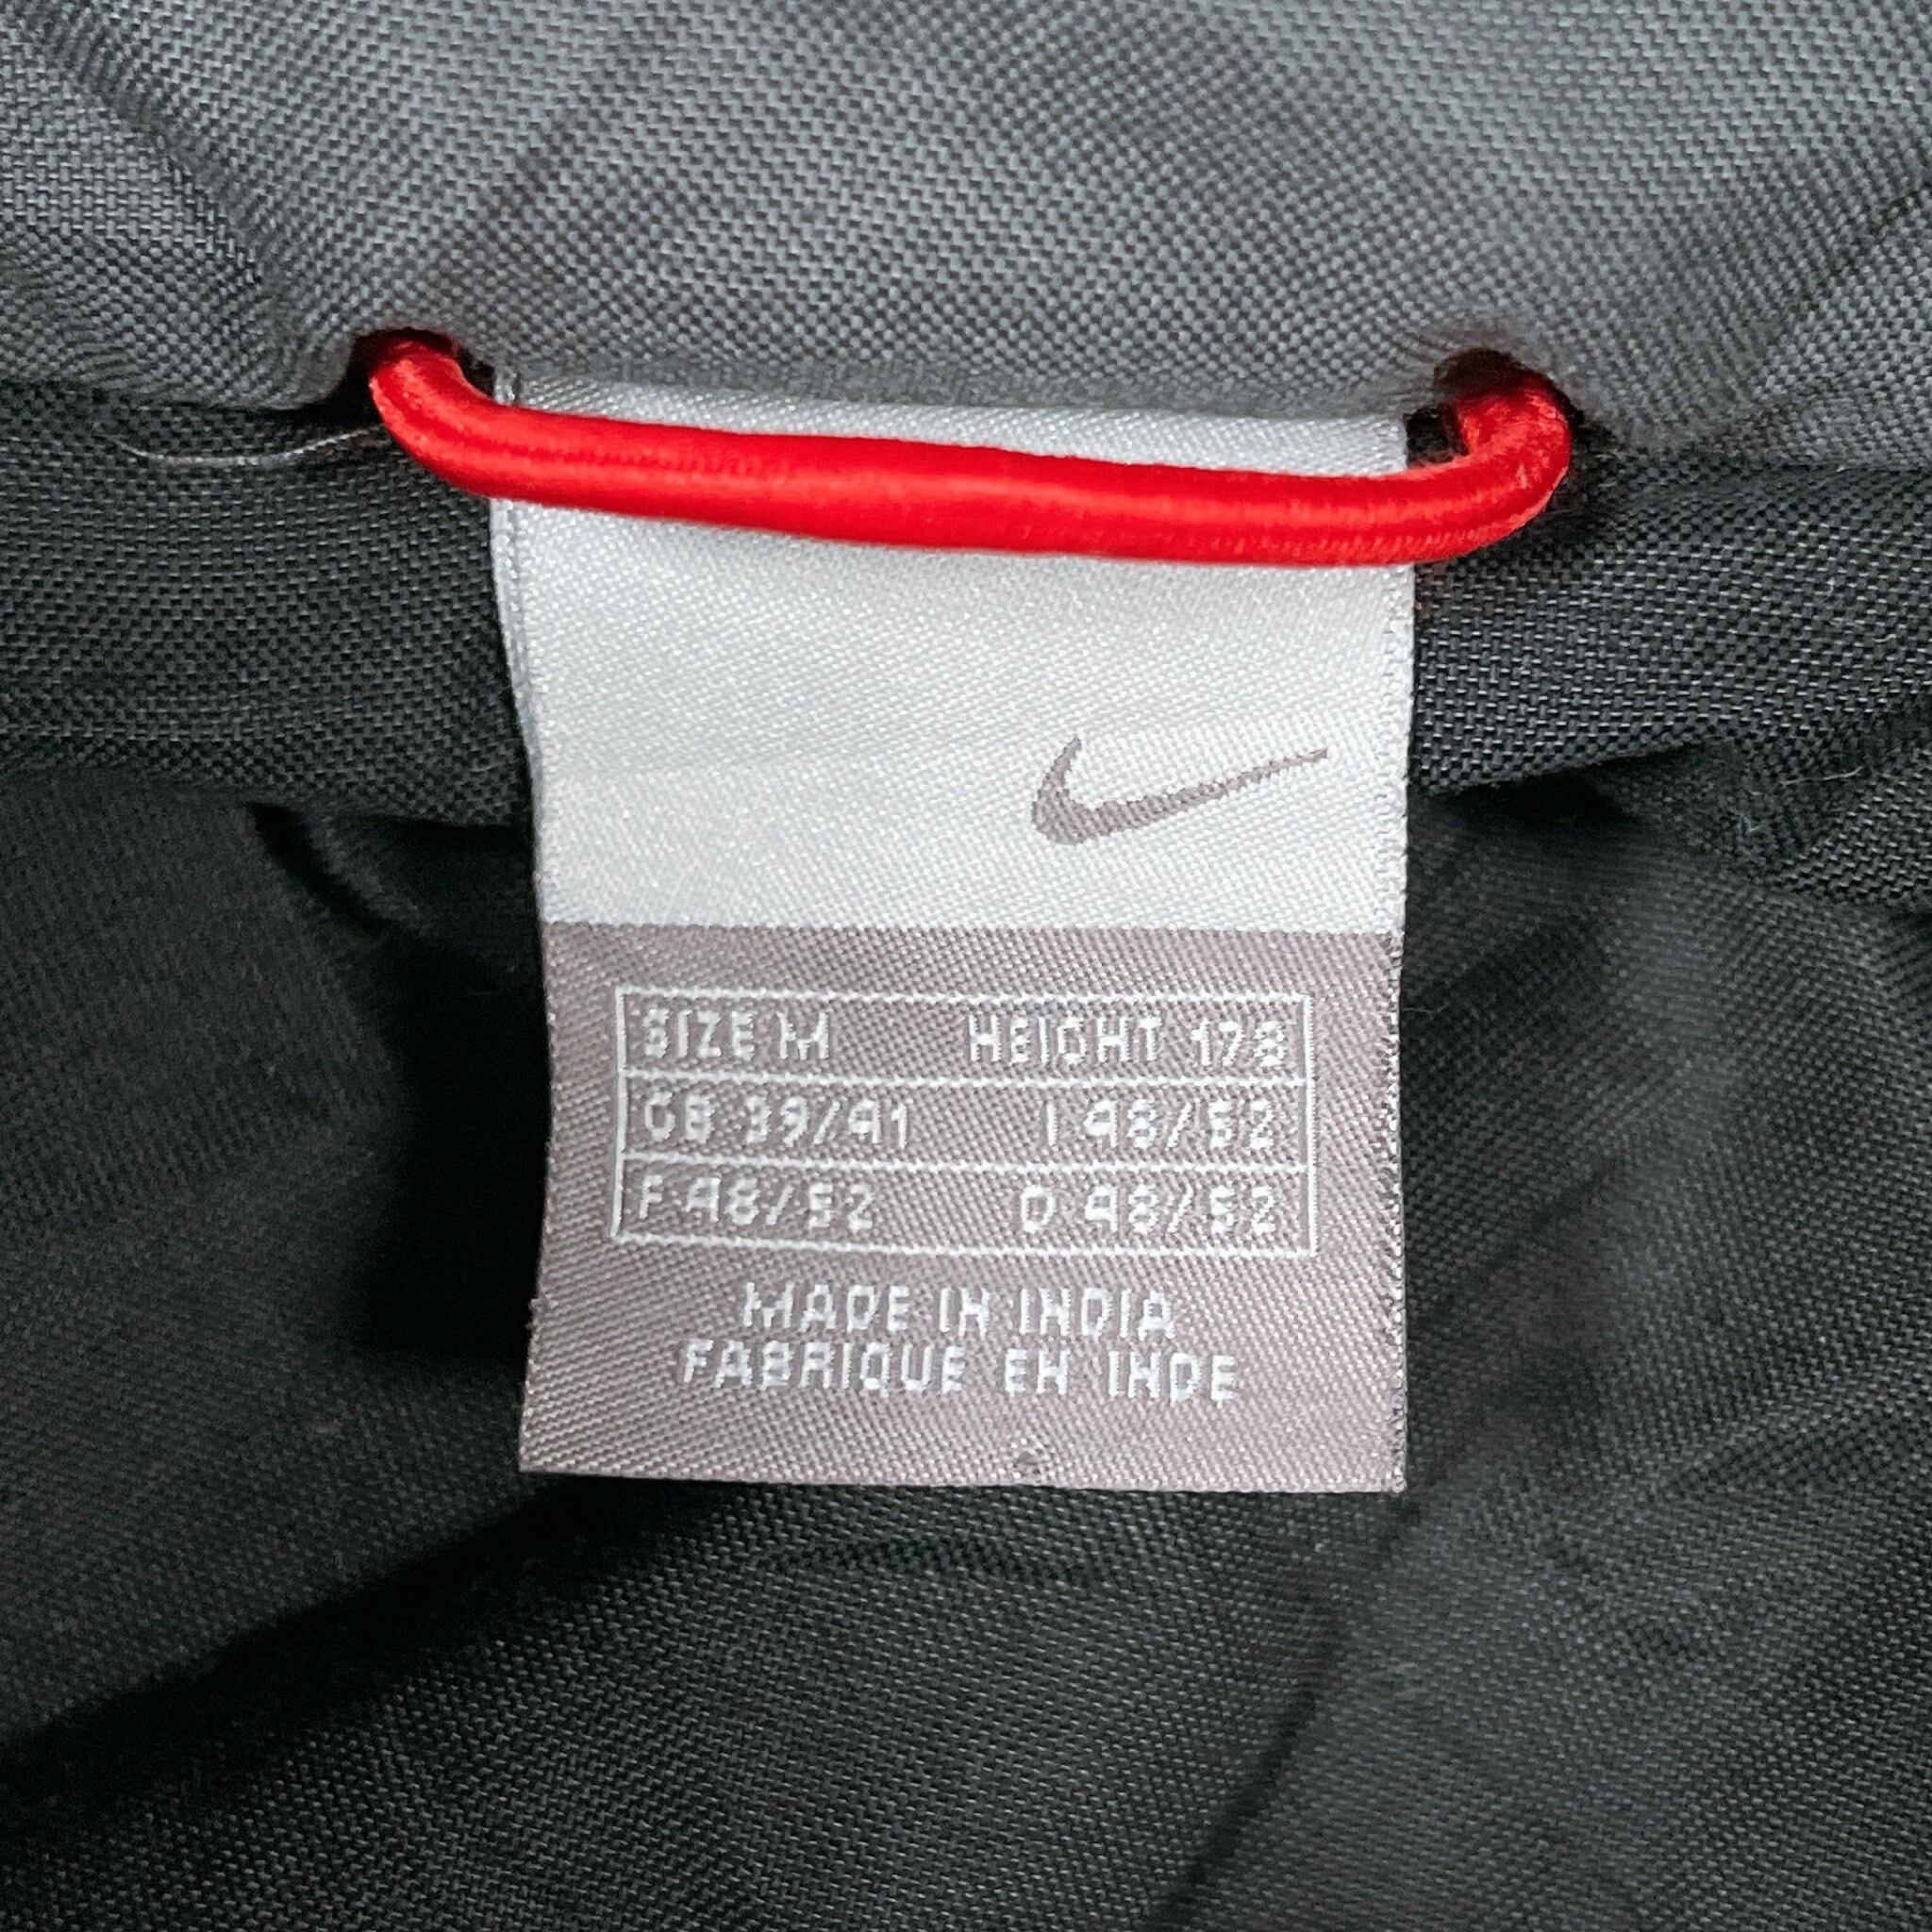 SIZE M HEIGHT 178
GB 39/41 I 48/52
F 48/52 D 48/52
MADE IN INDIA
FABRIQUE EN INDE